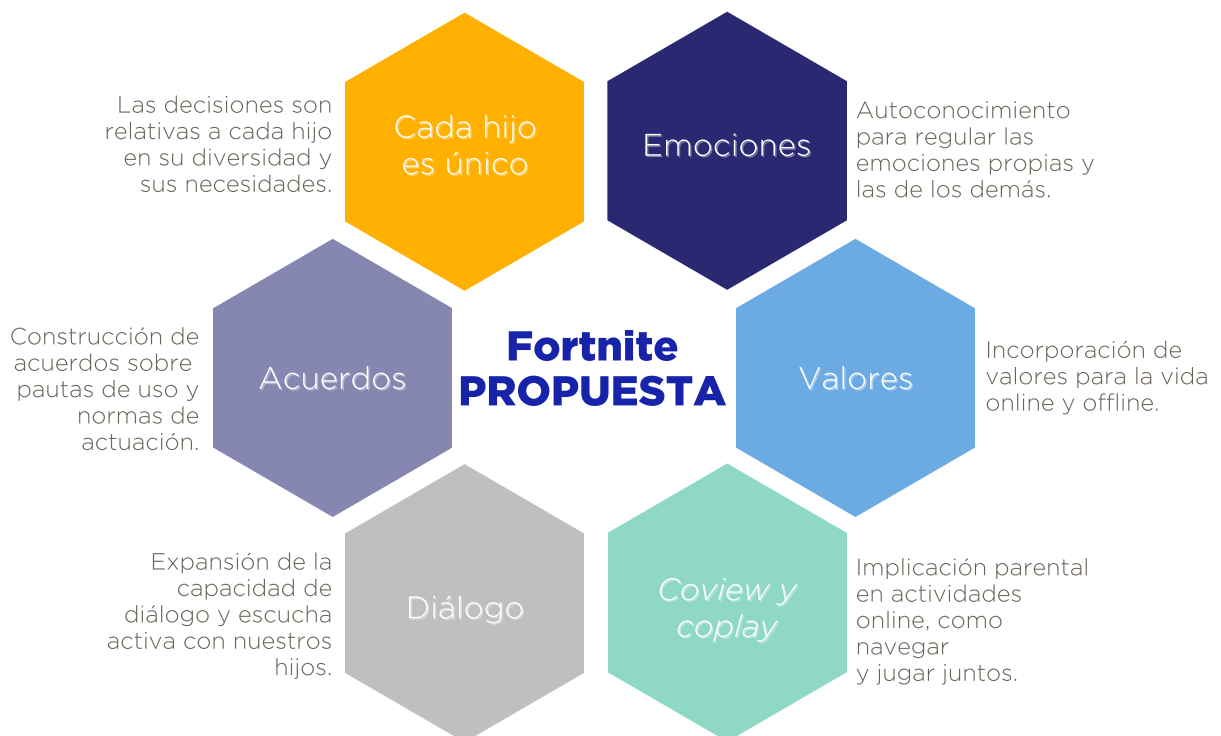 Las decisiones son
relativas a cada hijo
en su diversidad y
sus necesidades.
Cada hijo
es único
Emociones
Autoconocimiento
para regular las
emociones propias y
las de los demás.
Construcción de
acuerdos sobre
pautas de uso y
normas de
actuación.
Acuerdos
Fortnite
PROPUESTA
Valores
Incorporación de
valores para la vida
online y offline.
Expansión de la
capacidad de
diálogo y escucha
activa con nuestros
hijos.
Diálogo
Coview y
coplay
Implicación parental
en actividades
online, como
navegar
y jugar juntos.